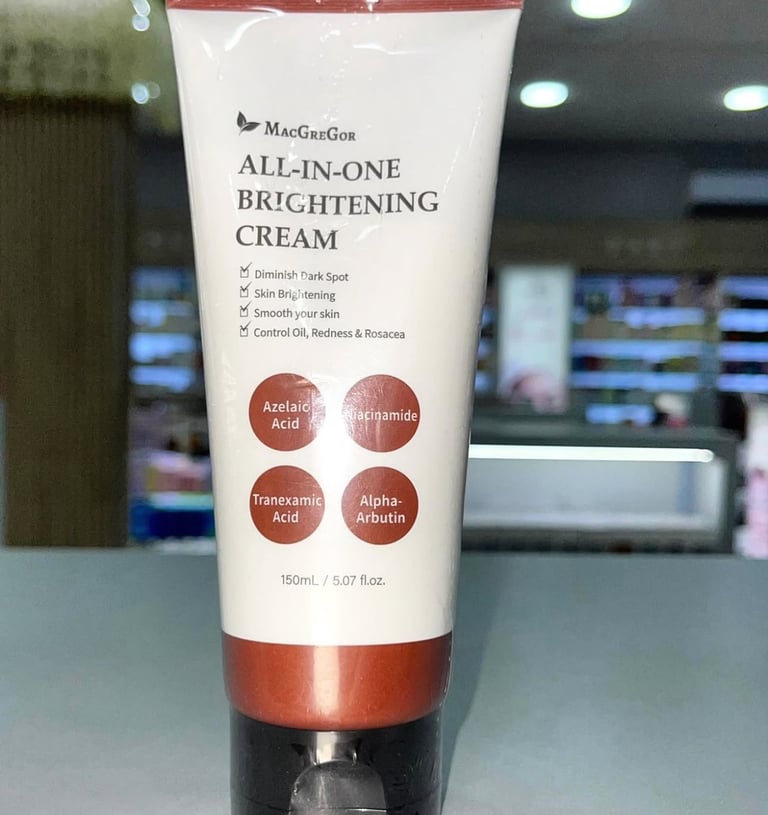 MacGreGor
ALL-IN-ONE
BRIGHTENING
CREAM
Diminish Dark Spot
Skin Brightening
Smooth your skin
Control Oil, Redness & Rosacea
Azelaic
Acid
Niacinamide
Tranexamic
Acid
Alpha-
Arbutin
150mL / 5.07 fl.oz.